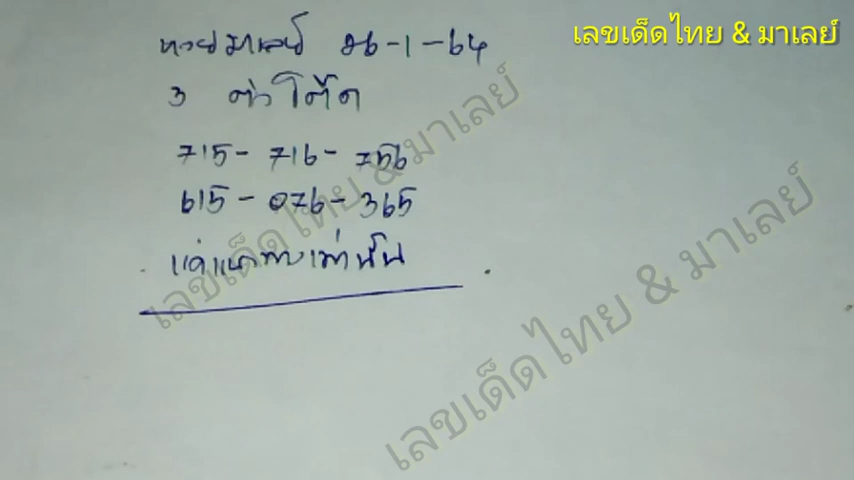 เลขเด็ดไทย & มาเลย์
หวยมาเลย์ 26-1-64
3 ตัวโต๊ด
715- 716- 756
615 - 076- 365
แค่แนวทางเท่านั้น
เลขเด็ดไทย & มาเลย์
เลขเด็ดไทย & มาเลย์